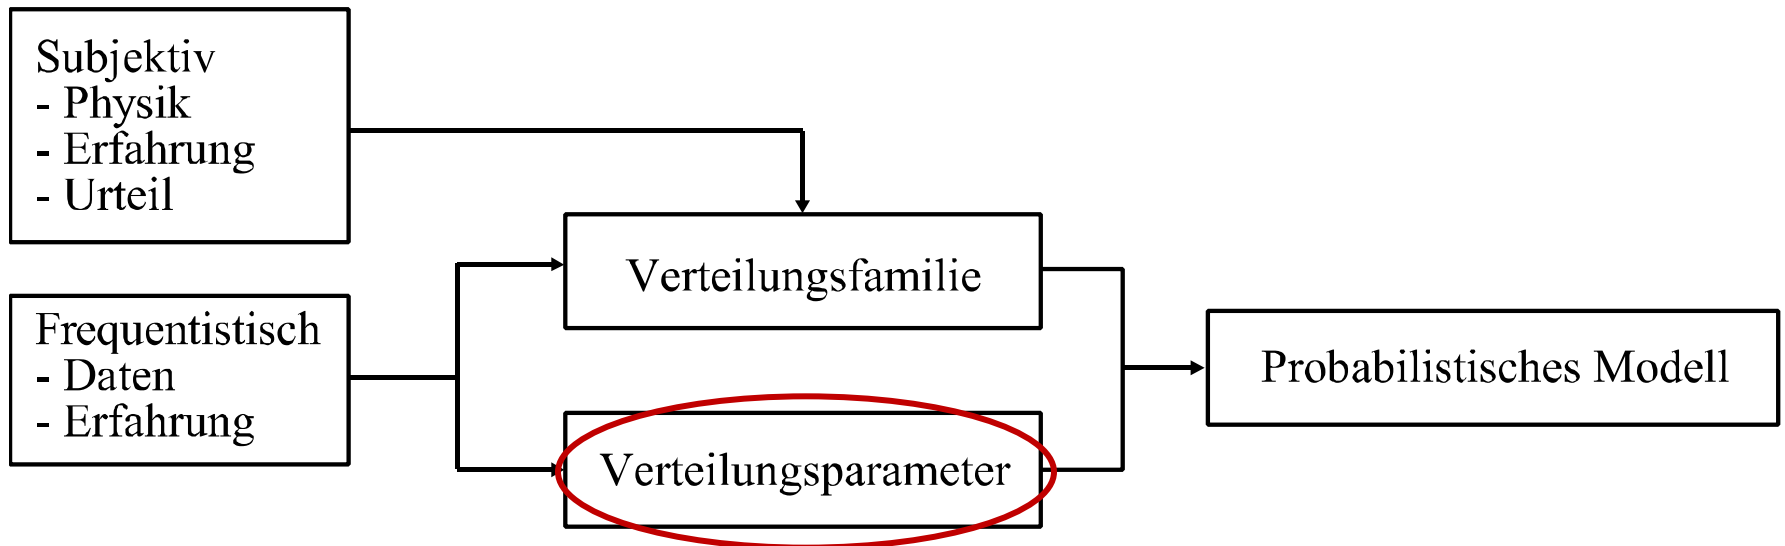 Subjektiv
- Physik
- Erfahrung
- Urteil
Verteilungsfamilie
Frequentistisch
- Daten
- Erfahrung
Verteilungsparameter
Probabilistisches Modell